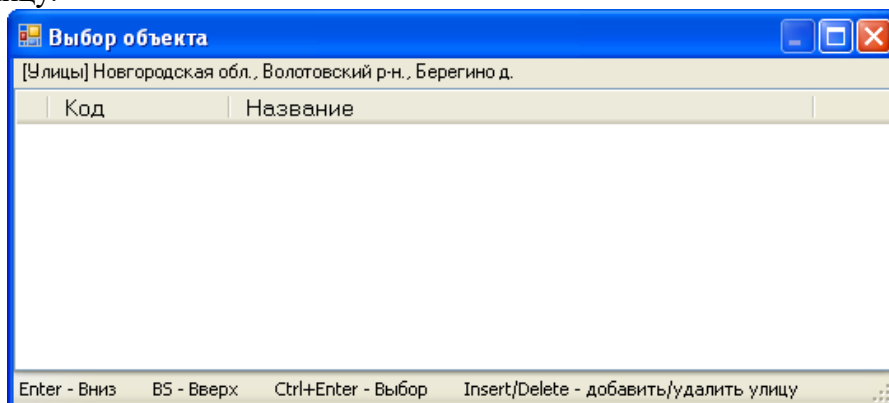 Выбор объекта
[Улицы] Новгородская обл., Волотовский р-н., Берегино д.
Код Название
Enter - Вниз BS - Вверх Ctrl+Enter - Выбор Insert/Delete - добавить/удалить улицу